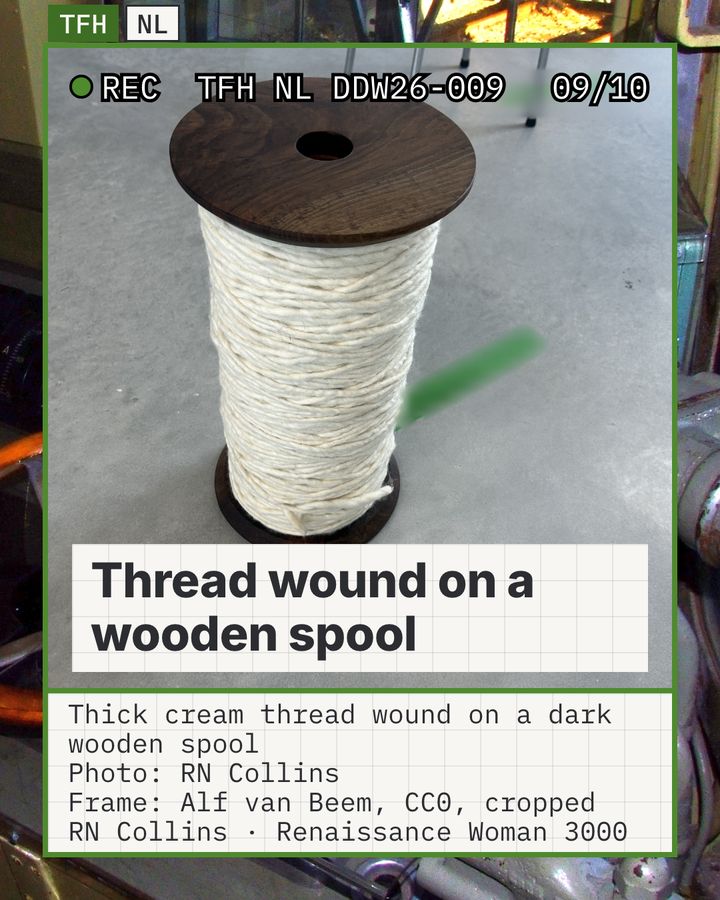 TFH NL
REC TFH NL DDW26-009 09/10
Thread wound on a
wooden spool
Thick cream thread wound on a dark
wooden spool
Photo: RN Collins
Frame: Alf van Beem, CC0, cropped
RN Collins · Renaissance Woman 3000